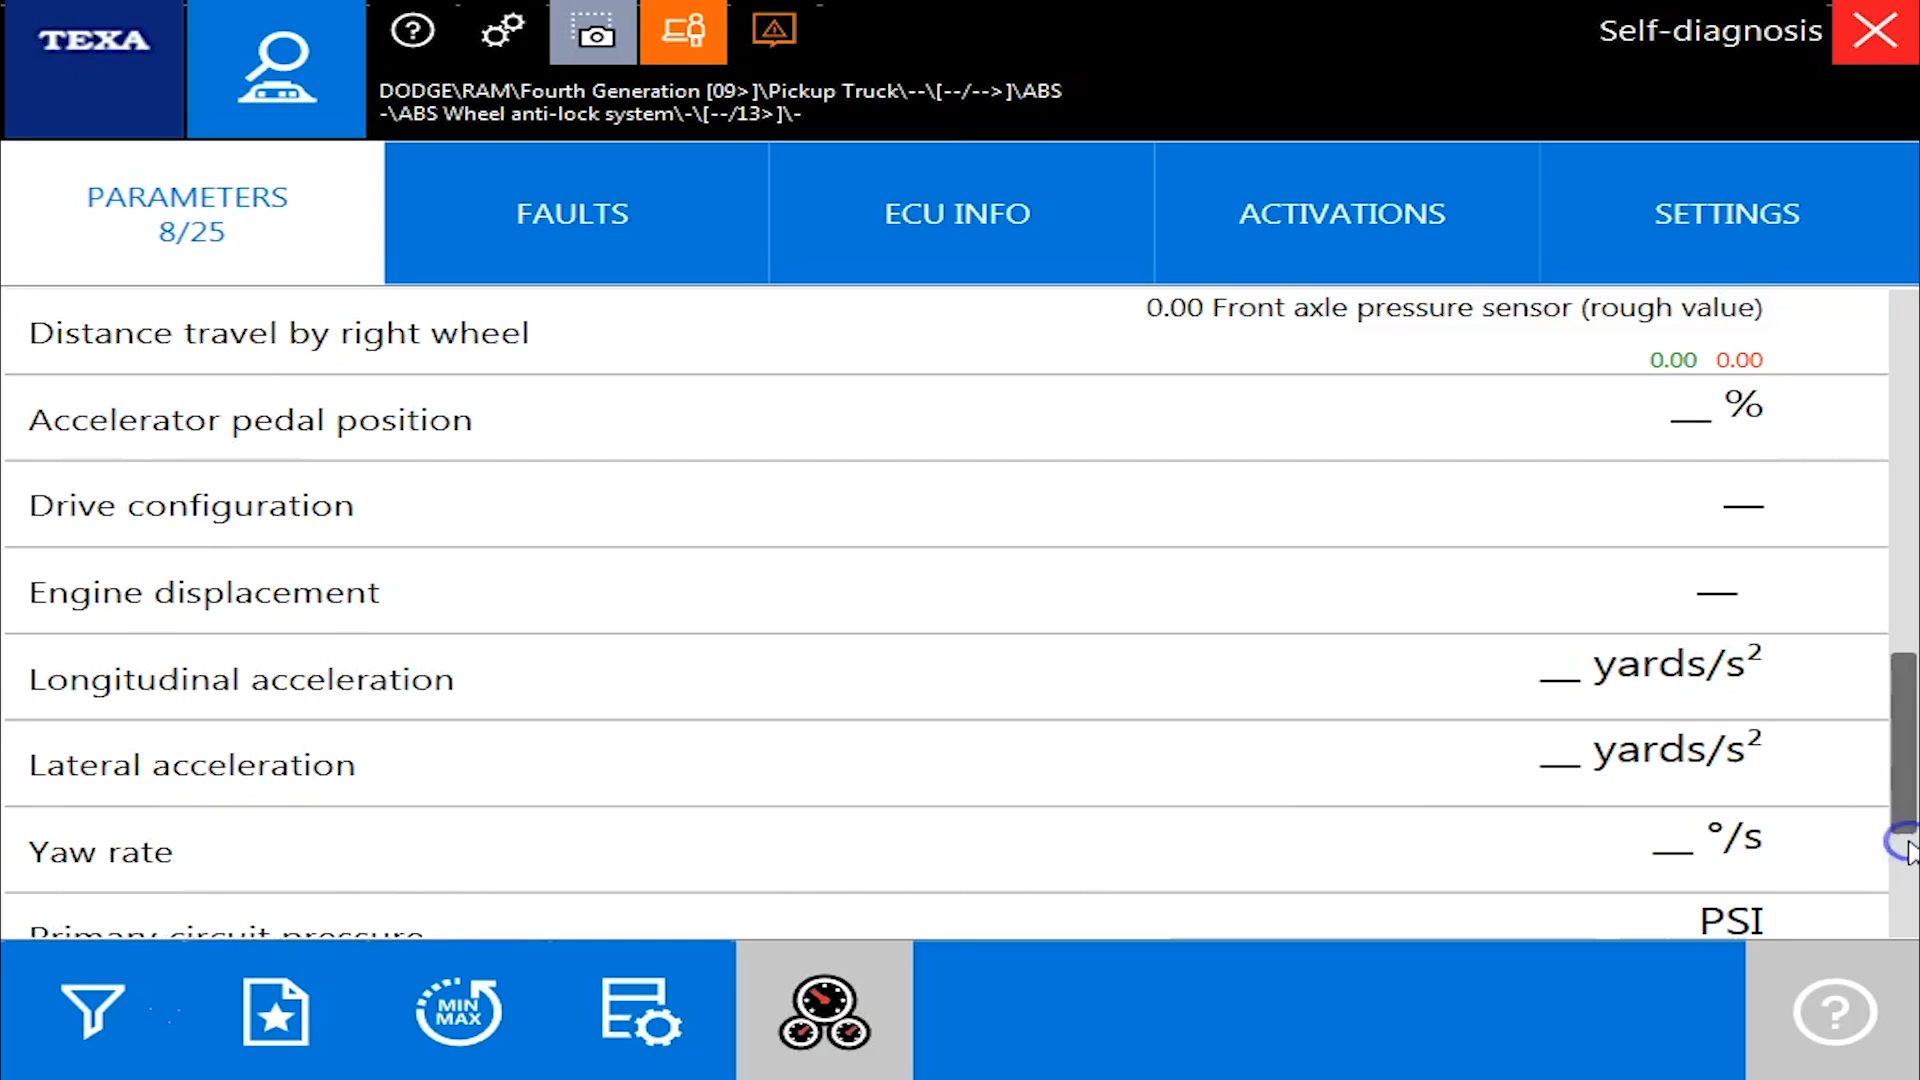 TEXA
Self-diagnosis
DODGE\RAM\Fourth Generation [09>]\Pickup Truck\--\[--/-->]\ABS
-\ABS Wheel anti-lock system\-\[--/13>]\-
PARAMETERS
8/25
FAULTS
ECU INFO
ACTIVATIONS
SETTINGS
Distance travel by right wheel
0.00 Front axle pressure sensor (rough value)
0.00 0.00
Accelerator pedal position
__ %
Drive configuration
—
Engine displacement
—
Longitudinal acceleration
__ yards/s²
Lateral acceleration
__ yards/s²
Yaw rate
__ °/s
Primary circuit pressure
PSI
MIN
MAX